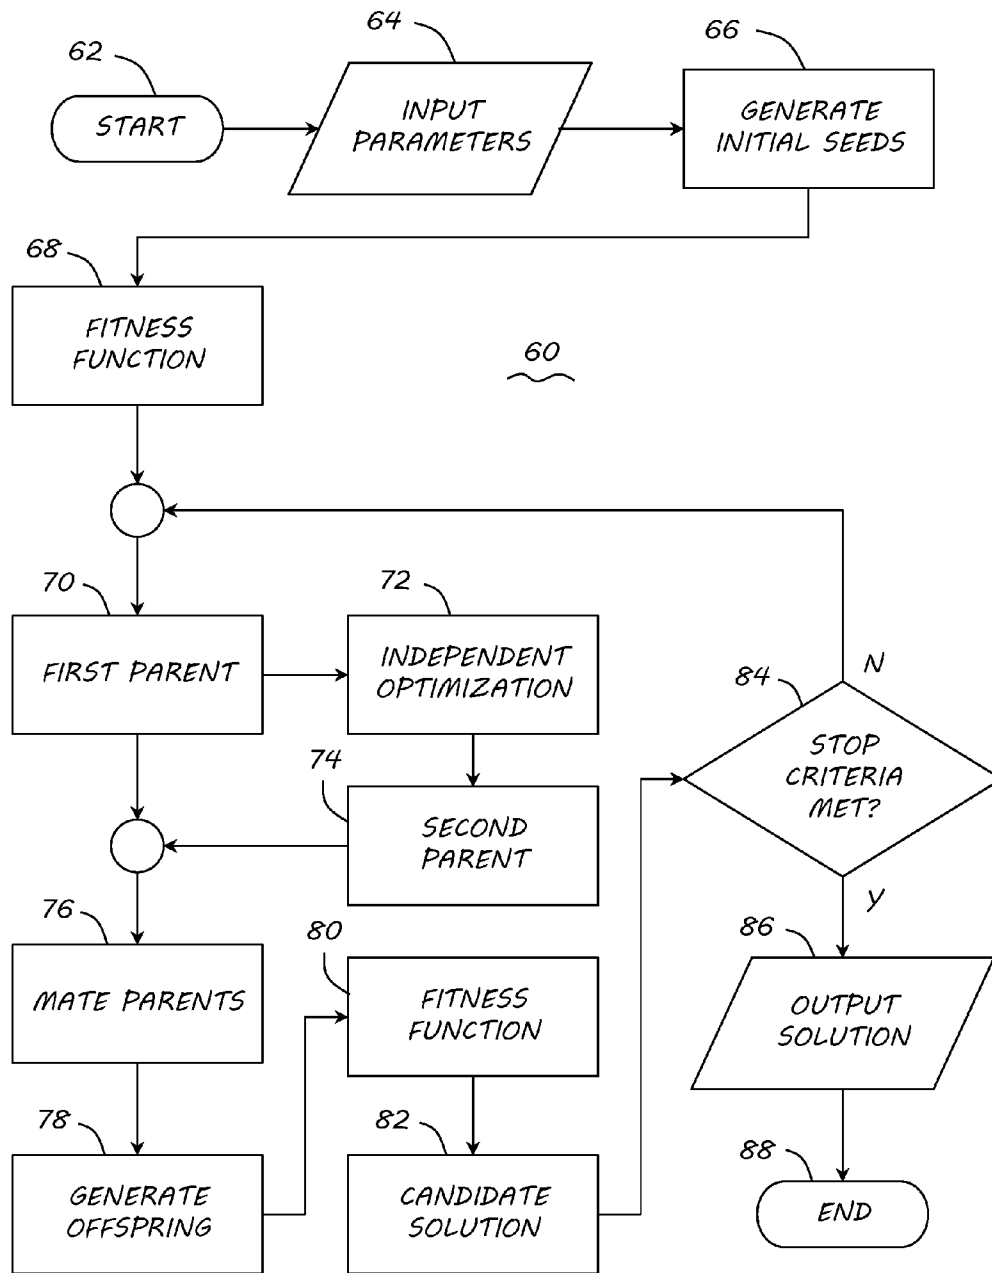 62
START
64
INPUT
PARAMETERS
66
GENERATE
INITIAL SEEDS
68
FITNESS
FUNCTION
60
70
FIRST PARENT
72
INDEPENDENT
OPTIMIZATION
74
SECOND
PARENT
76
MATE PARENTS
78
GENERATE
OFFSPRING
80
FITNESS
FUNCTION
82
CANDIDATE
SOLUTION
84
N
STOP
CRITERIA
MET?
Y
86
OUTPUT
SOLUTION
88
END